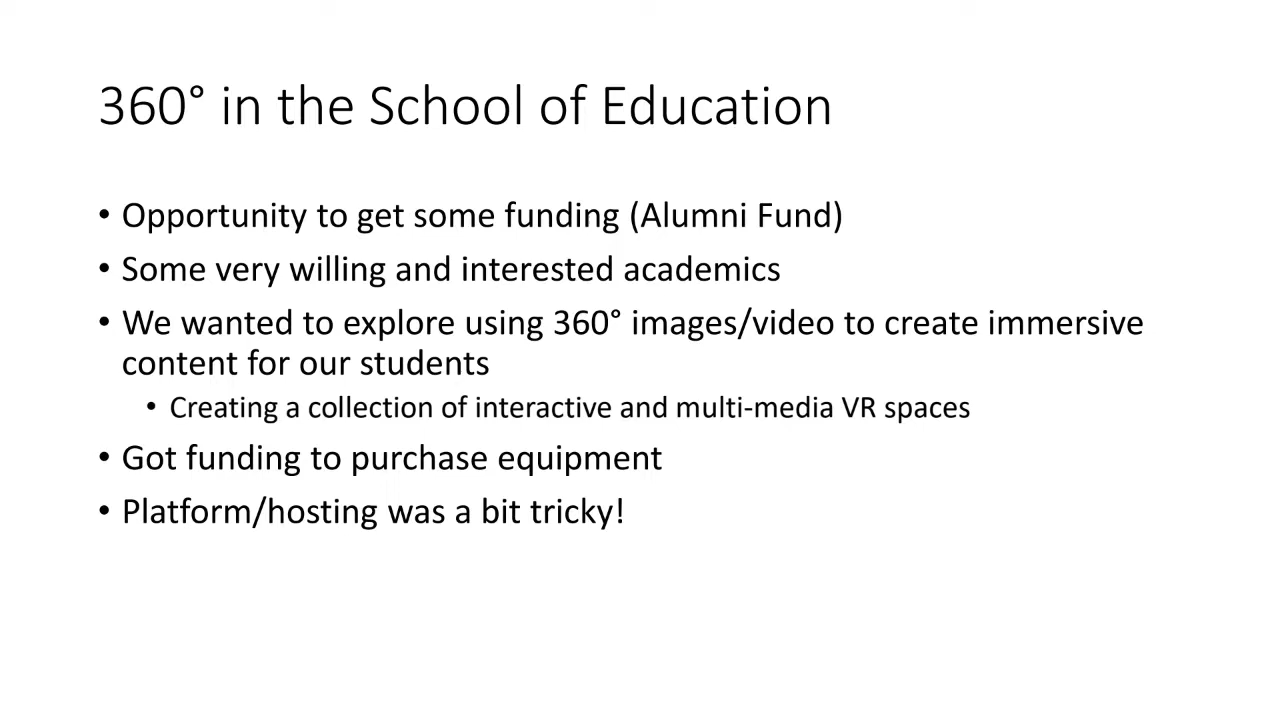 360° in the School of Education
• Opportunity to get some funding (Alumni Fund)
• Some very willing and interested academics
• We wanted to explore using 360° images/video to create immersive
content for our students
• Creating a collection of interactive and multi-media VR spaces
• Got funding to purchase equipment
• Platform/hosting was a bit tricky!